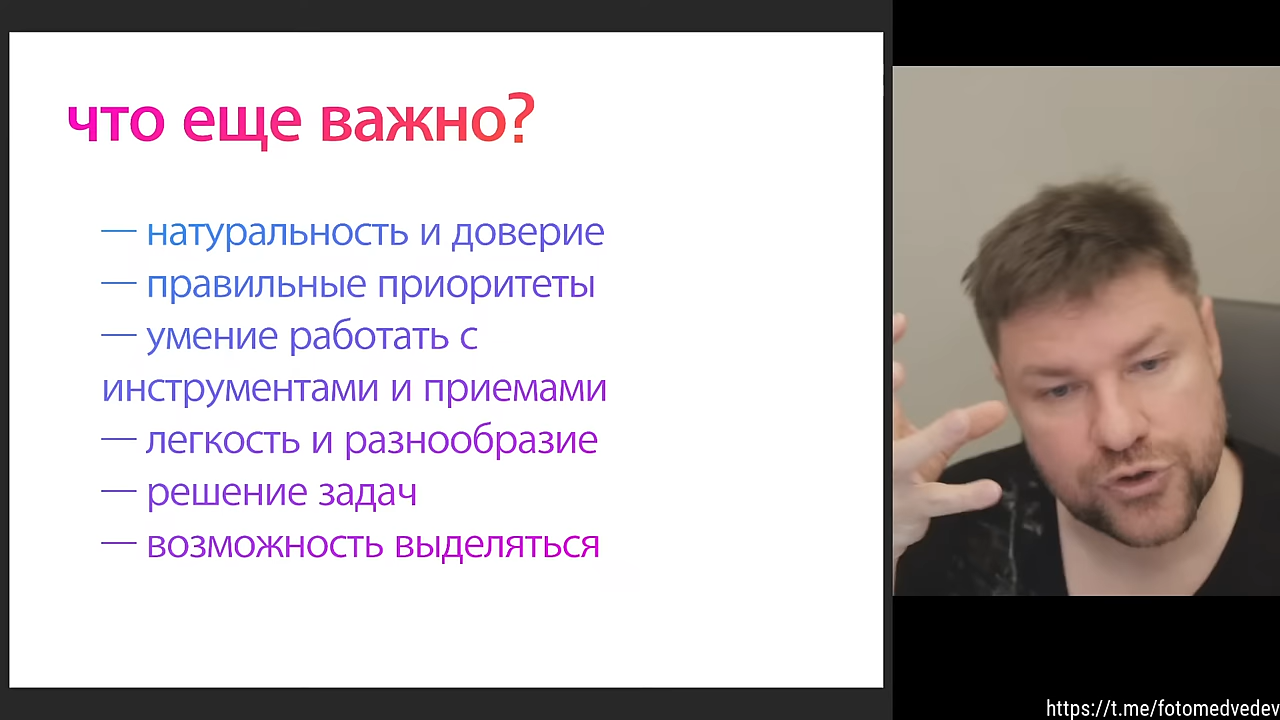 что еще важно?
— натуральность и доверие
— правильные приоритеты
— умение работать с
инструментами и приемами
— легкость и разнообразие
— решение задач
— возможность выделяться
https://t.me/fotomedvedev